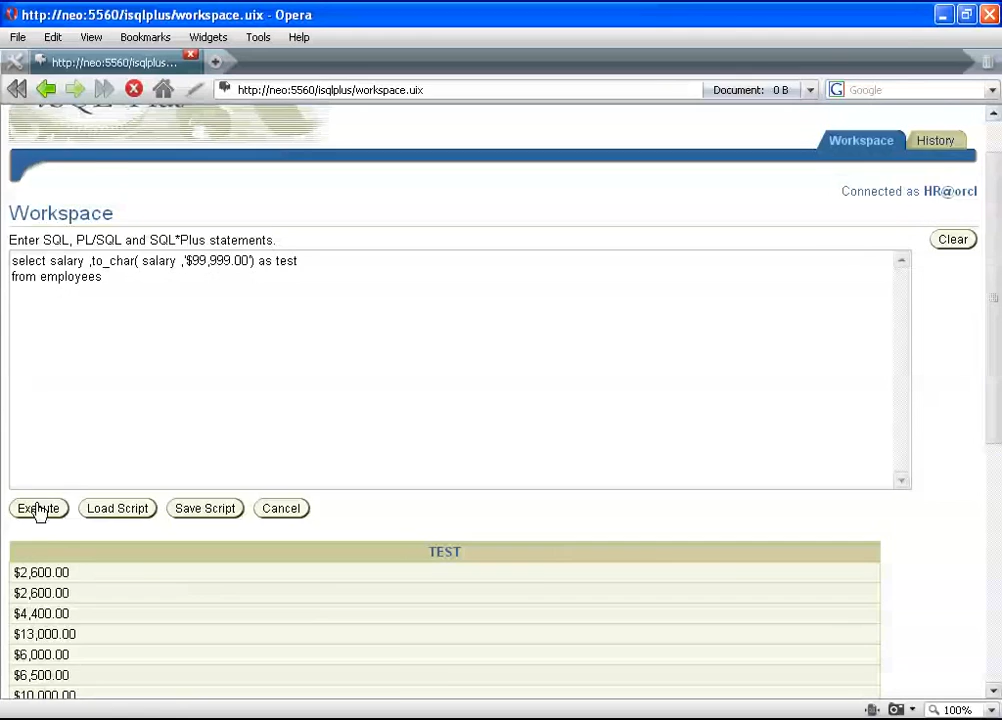 http://neo:5560/isqlplus/workspace.uix - Opera
File Edit View Bookmarks Widgets Tools Help
http://neo:5560/isqlplus...
http://neo:5560/isqlplus/workspace.uix Document: 0 B Google
Workspace History
Connected as HR@orcl
Workspace
Enter SQL, PL/SQL and SQL*Plus statements.
Clear
select salary ,to_char( salary ,'$99,999.00') as test
from employees
Execute Load Script Save Script Cancel
TEST
$2,600.00
$2,600.00
$4,400.00
$13,000.00
$6,000.00
$6,500.00
$10,000.00
100%